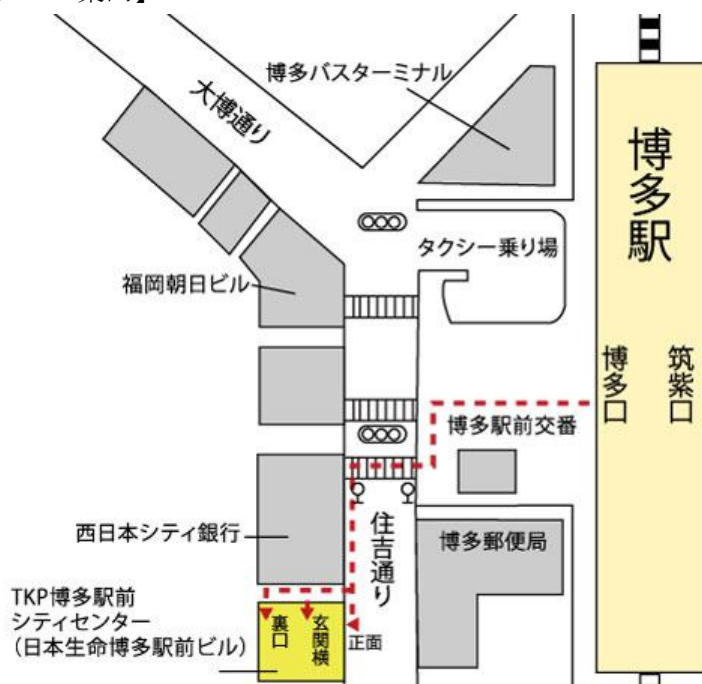 博多バスターミナル
大博通り
博多駅
タクシー乗り場
福岡朝日ビル
博多口
筑紫口
博多駅前交番
西日本シティ銀行
住吉通り
博多郵便局
TKP博多駅前
シティセンター
（日本生命博多駅前ビル）
裏口
玄関横
正面